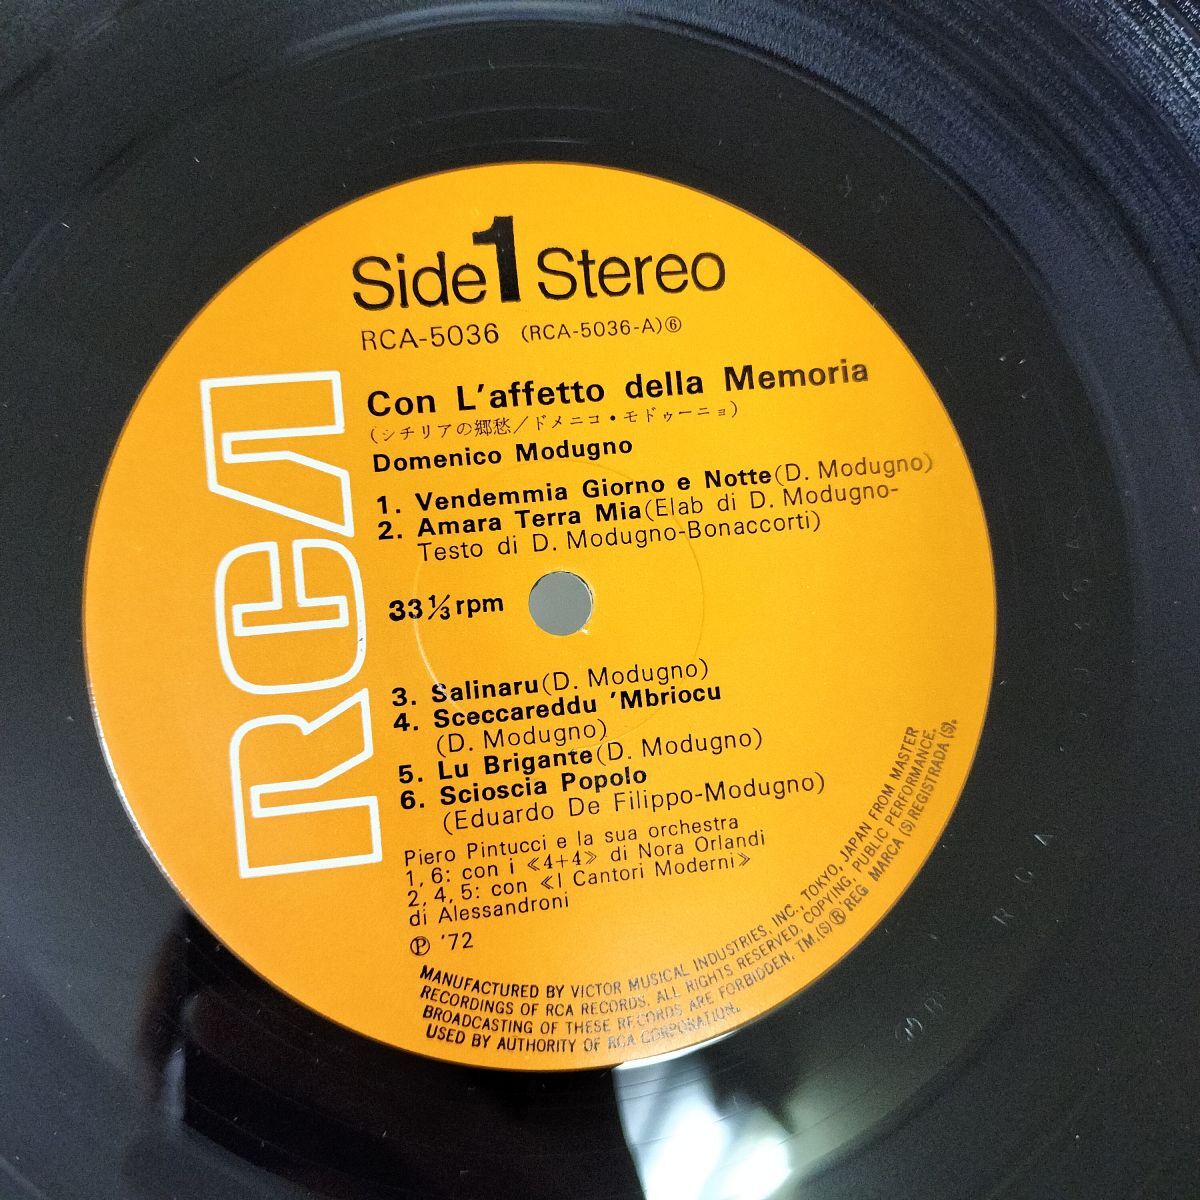 Side 1 Stereo
RCA-5036 (RCA-5036-A)⑥
Con L'affetto della Memoria
(シチリアの郷愁/ドメニコ・モドゥーニョ)
Domenico Modugno
1. Vendemmia Giorno e Notte(D. Modugno)
2. Amara Terra Mia(Elab di D. Modugno-
Testo di D. Modugno-Bonaccorti)
33⅓ rpm
3. Salinaru(D. Modugno)
4. Sceccareddu 'Mbriocu
(D. Modugno)
5. Lu Brigante(D. Modugno)
6. Scioscia Popolo
(Eduardo De Filippo-Modugno)
Piero Pintucci e la sua orchestra
1, 6: con i ≪4+4≫ di Nora Orlandi
2, 4, 5: con ≪I Cantori Moderni≫
di Alessandroni
Ⓟ '72
MANUFACTURED BY VICTOR MUSICAL INDUSTRIES, INC., TOKYO, JAPAN FROM MASTER
RECORDINGS OF RCA RECORDS. ALL RIGHTS RESERVED, COPYING, PUBLIC PERFORMANCE,
BROADCASTING OF THESE RECORDS ARE FORBIDDEN. TM.(S)® REG MARCA (S) REGISTRADA (S).
USED BY AUTHORITY OF RCA CORPORATION.
RCA